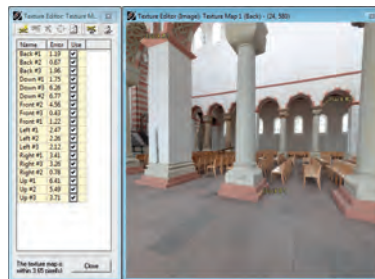 Texture Editor: Texture M...
Texture Editor (Image): Texture Map 1 (Back) - (24, 580)
Name Error Use
Back #1 1.19
Back #2 0.87
Back #3 1.96
Down #1 1.75
Down #3 6.28
Down #2 6.77
Front #2 4.56
Front #3 0.43
Front #1 1.22
Left #1 2.47
Left #2 2.26
Left #3 2.12
Right #1 3.41
Right #3 3.26
Right #2 0.78
Up #1 6.41
Up #2 5.49
Up #3 3.71
The texture map is
within 3.65 pixels!
Close